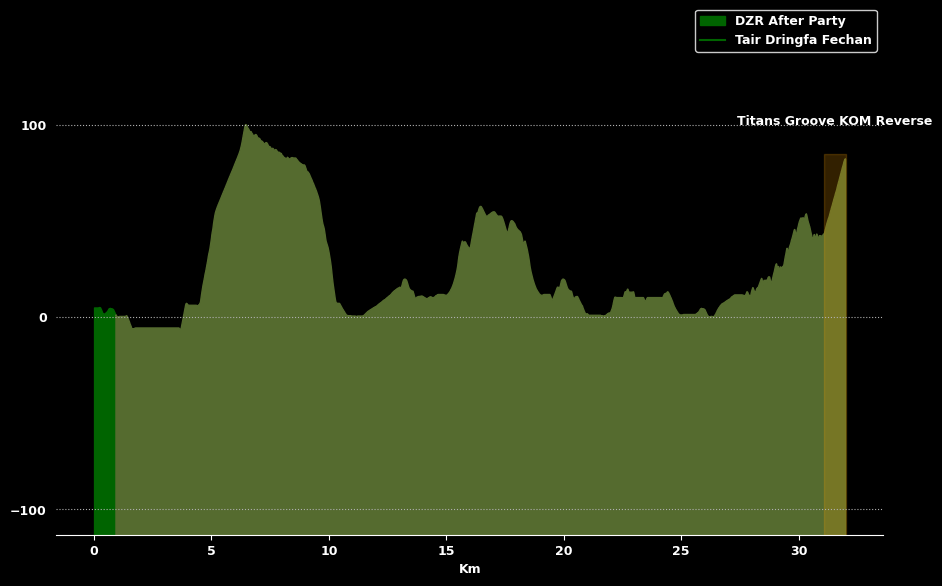 DZR After Party
Tair Dringfa Fechan
Titans Groove KOM Reverse
100
0
−100
0 5 10 15 20 25 30
Km